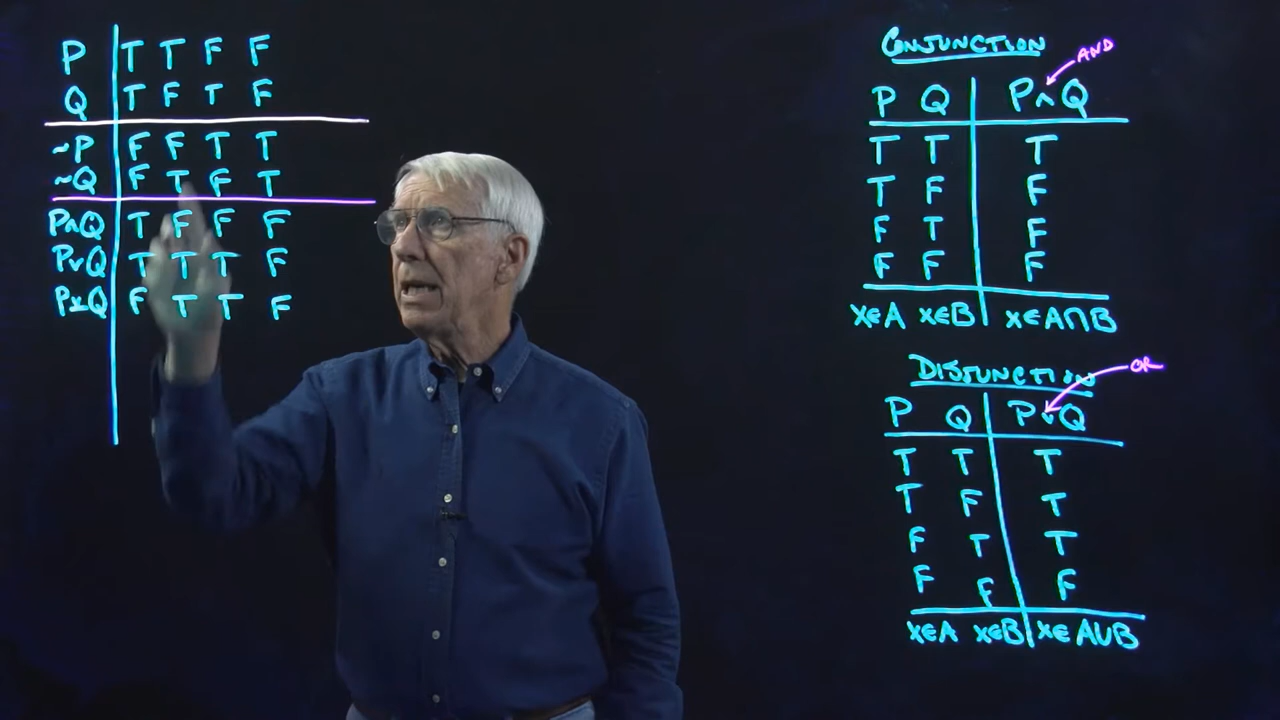 P T T F F
Q T F T F
~P F F T T
~Q F T F T
P∧Q T F F F
P∨Q T T T F
P⊻Q F T T F
CONJUNCTION
AND
P Q P∧Q
T T T
T F F
F T F
F F F
x∈A x∈B x∈A∩B
DISJUNCTION
OR
P Q P∨Q
T T T
T F T
F T T
F F F
x∈A x∈B x∈A∪B